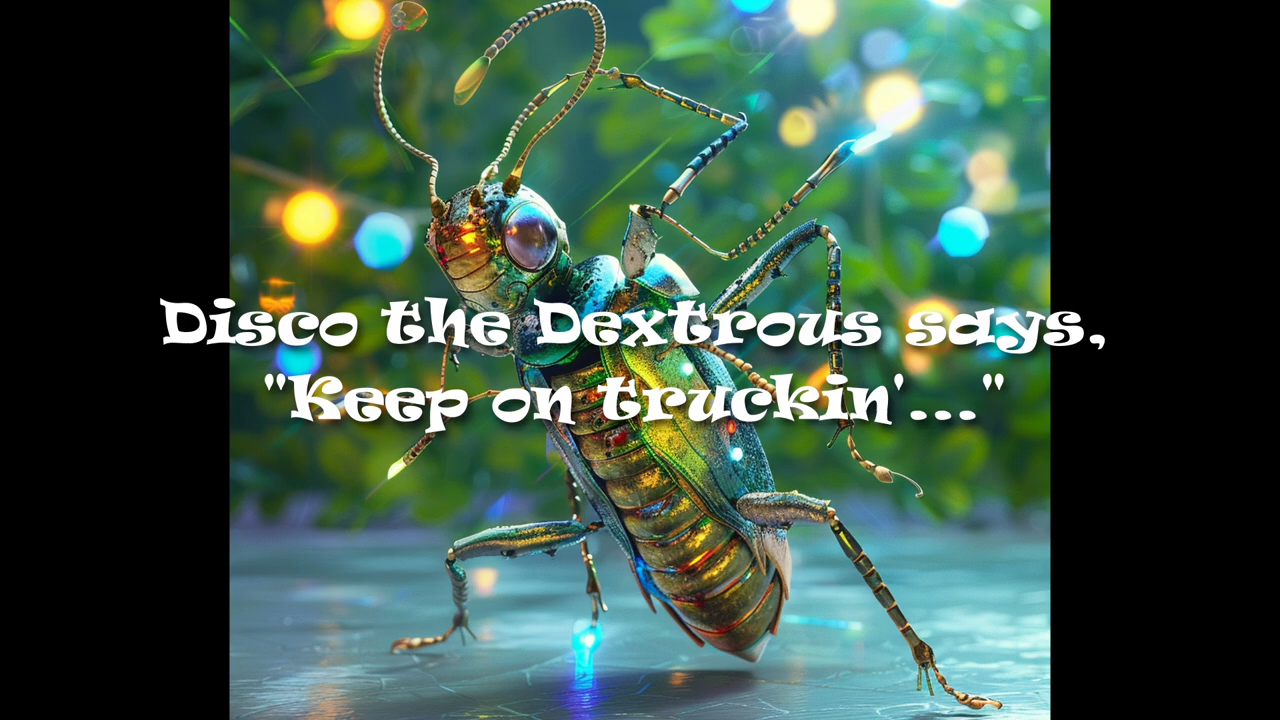 Disco the Dextrous says,
"Keep on truckin'..."